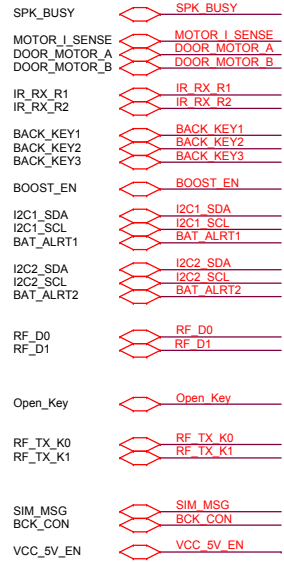 SPK_BUSY SPK_BUSY
MOTOR_I_SENSE MOTOR_I_SENSE
DOOR_MOTOR_A DOOR_MOTOR_A
DOOR_MOTOR_B DOOR_MOTOR_B
IR_RX_R1 IR_RX_R1
IR_RX_R2 IR_RX_R2
BACK_KEY1 BACK_KEY1
BACK_KEY2 BACK_KEY2
BACK_KEY3 BACK_KEY3
BOOST_EN BOOST_EN
I2C1_SDA I2C1_SDA
I2C1_SCL I2C1_SCL
BAT_ALRT1 BAT_ALRT1
I2C2_SDA I2C2_SDA
I2C2_SCL I2C2_SCL
BAT_ALRT2 BAT_ALRT2
RF_D0 RF_D0
RF_D1 RF_D1
Open_Key Open_Key
RF_TX_K0 RF_TX_K0
RF_TX_K1 RF_TX_K1
SIM_MSG SIM_MSG
BCK_CON BCK_CON
VCC_5V_EN VCC_5V_EN